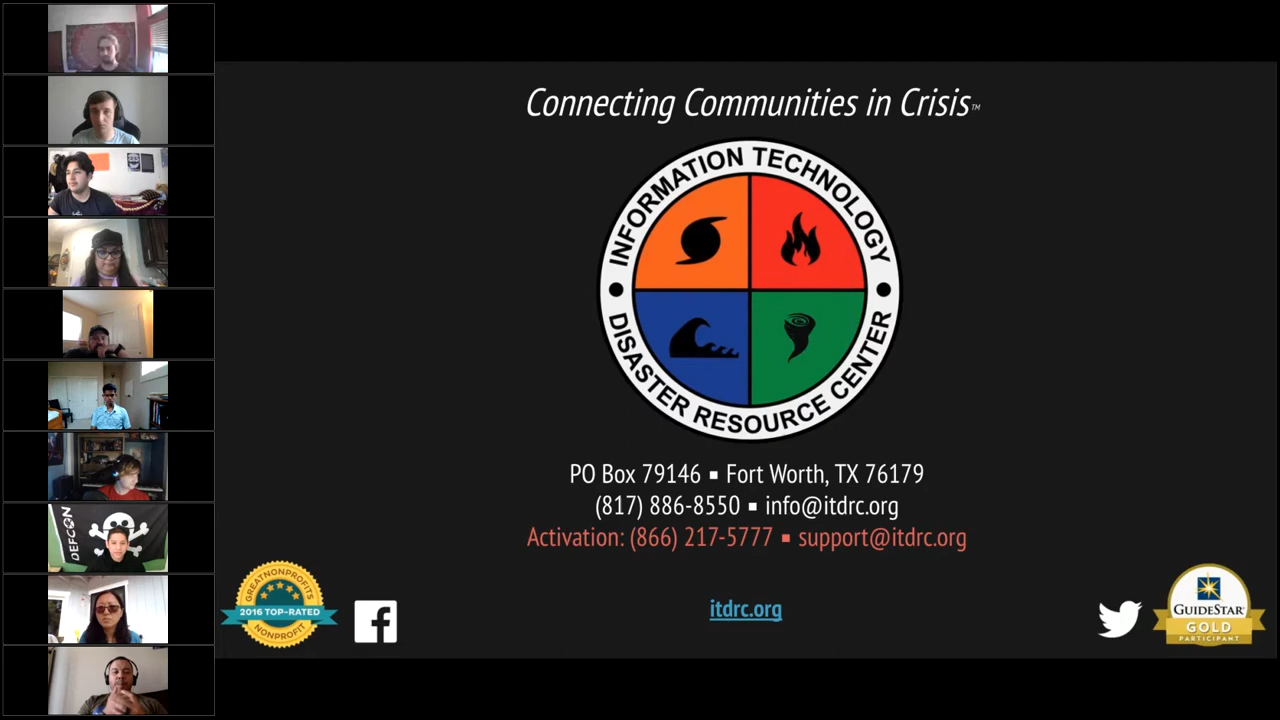 Connecting Communities in Crisis™
INFORMATION TECHNOLOGY
DISASTER RESOURCE CENTER
PO Box 79146 ▪ Fort Worth, TX 76179
(817) 886-8550 ▪ info@itdrc.org
Activation: (866) 217-5777 ▪ support@itdrc.org
itdrc.org
GREATNONPROFITS
2016 TOP-RATED
NONPROFIT
GUIDESTAR
GOLD
PARTICIPANT
DEFCON